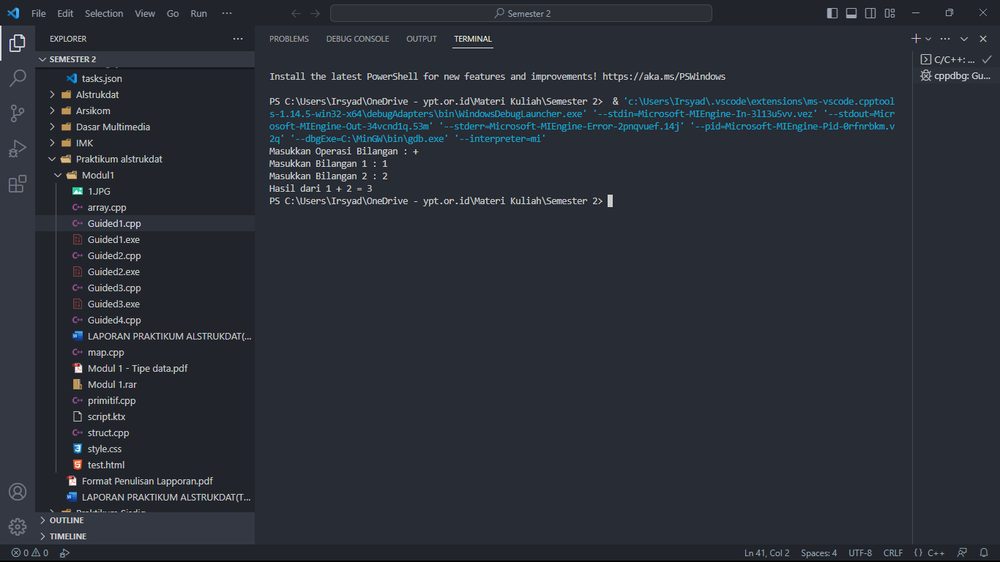 File Edit Selection View Go Run ···
Semester 2
EXPLORER
SEMESTER 2
tasks.json
Alstrukdat
Arsikom
Dasar Multimedia
IMK
Praktikum alstrukdat
Modul1
1.JPG
array.cpp
Guided1.cpp
Guided1.exe
Guided2.cpp
Guided2.exe
Guided3.cpp
Guided3.exe
Guided4.cpp
LAPORAN PRAKTIKUM ALSTRUKDAT(...
map.cpp
Modul 1 - Tipe data.pdf
Modul 1.rar
primitif.cpp
script.ktx
struct.cpp
style.css
test.html
Format Penulisan Lapporan.pdf
LAPORAN PRAKTIKUM ALSTRUKDAT(T...
OUTLINE
TIMELINE
PROBLEMS DEBUG CONSOLE OUTPUT TERMINAL
Install the latest PowerShell for new features and improvements! https://aka.ms/PSWindows
PS C:\Users\Irsyad\OneDrive - ypt.or.id\Materi Kuliah\Semester 2>  & 'c:\Users\Irsyad\.vscode\extensions\ms-vscode.cpptool
s-1.14.5-win32-x64\debugAdapters\bin\WindowsDebugLauncher.exe' '--stdin=Microsoft-MIEngine-In-3l13u5vv.vez' '--stdout=Micr
osoft-MIEngine-Out-34vcnd1q.53m' '--stderr=Microsoft-MIEngine-Error-2pnqvuef.14j' '--pid=Microsoft-MIEngine-Pid-0rfnrbkm.v
2q' '--dbgExe=C:\MinGW\bin\gdb.exe' '--interpreter=mi'
Masukkan Operasi Bilangan : +
Masukkan Bilangan 1 : 1
Masukkan Bilangan 2 : 2
Hasil dari 1 + 2 = 3
PS C:\Users\Irsyad\OneDrive - ypt.or.id\Materi Kuliah\Semester 2>
C/C++: ...
cppdbg: Gu...
0 0
Ln 41, Col 2 Spaces: 4 UTF-8 CRLF {} C++